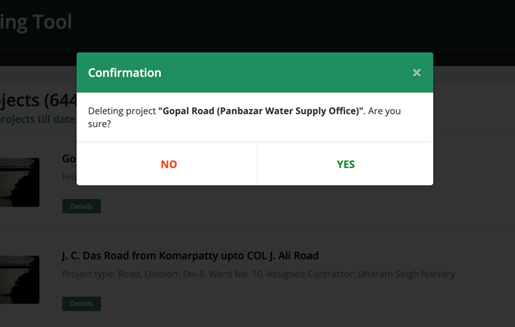 ing Tool
Confirmation
×
jects (644
Deleting project "Gopal Road (Panbazar Water Supply Office)". Are you
sure?
projects till date
NO
YES
Go
Pro
Details
J. C. Das Road from Komarpatty upto COL J. Ali Road
Project type: Road, Division: Div-II, Ward No: 10, Assigned Contractor: Dharam Singh Narzary
Details